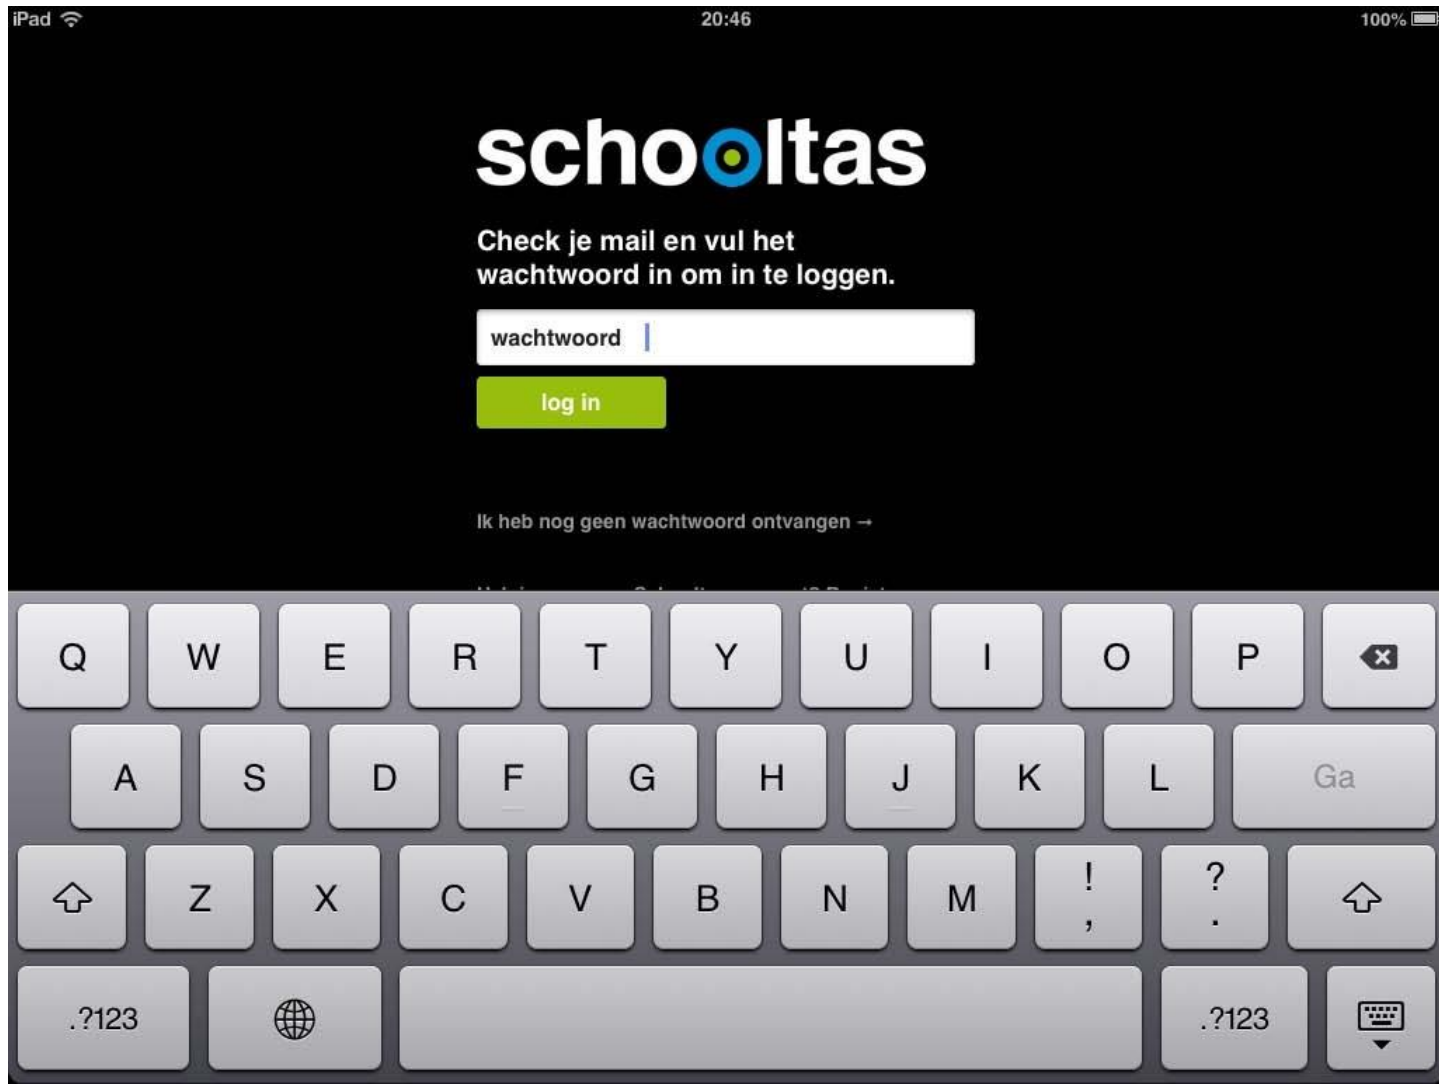 iPad 20:46 100%
schooltas
Check je mail en vul het
wachtwoord in om in te loggen.
wachtwoord
log in
Ik heb nog geen wachtwoord ontvangen →
Q W E R T Y U I O P
A S D F G H J K L Ga
Z X C V B N M ! , ? .
.?123 .?123